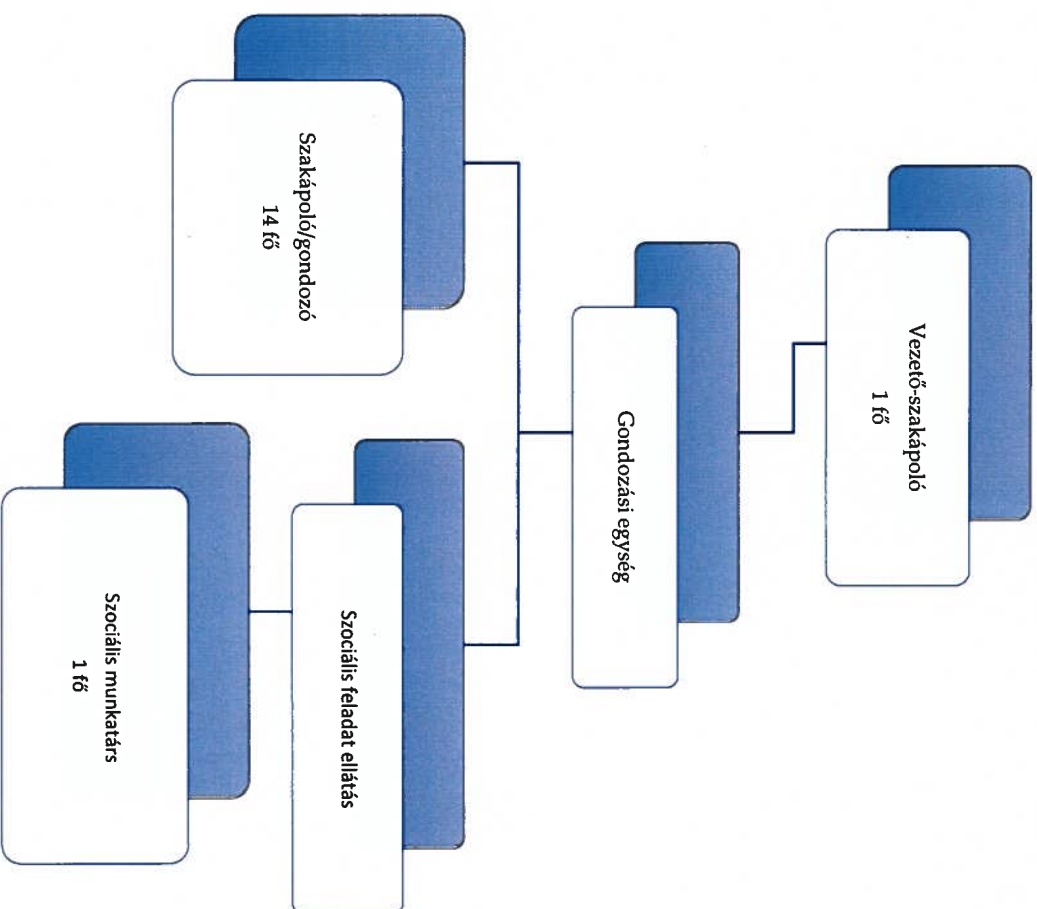 Vezető-szakápoló
1 fő
Gondozási egység
Szakápoló/gondozó
14 fő
Szociális feladat ellátás
Szociális munkatárs
1 fő